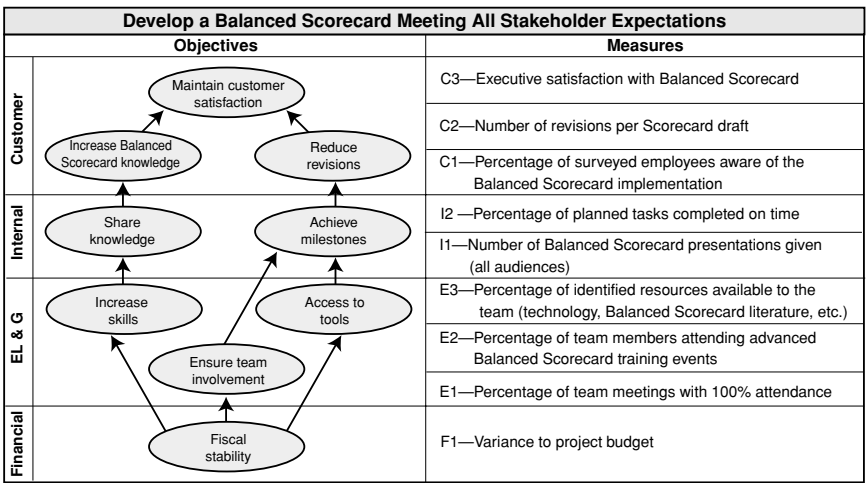 Develop a Balanced Scorecard Meeting All Stakeholder Expectations
Objectives
Measures
Customer
Maintain customer
satisfaction
Increase Balanced
Scorecard knowledge
Reduce
revisions
C3—Executive satisfaction with Balanced Scorecard
C2—Number of revisions per Scorecard draft
C1—Percentage of surveyed employees aware of the
Balanced Scorecard implementation
Internal
Share
knowledge
Achieve
milestones
I2 —Percentage of planned tasks completed on time
I1—Number of Balanced Scorecard presentations given
(all audiences)
EL & G
Increase
skills
Access to
tools
Ensure team
involvement
E3—Percentage of identified resources available to the
team (technology, Balanced Scorecard literature, etc.)
E2—Percentage of team members attending advanced
Balanced Scorecard training events
E1—Percentage of team meetings with 100% attendance
Financial
Fiscal
stability
F1—Variance to project budget